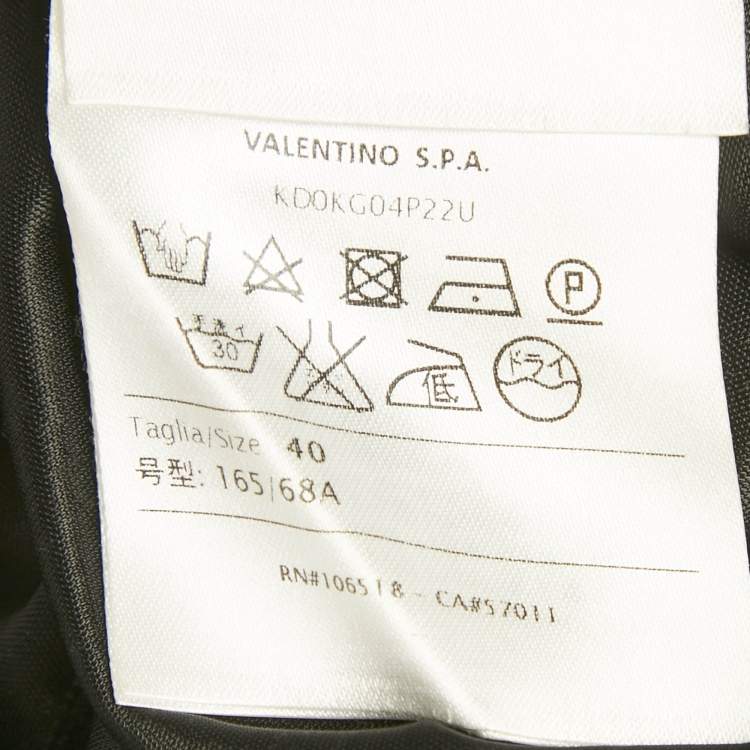 VALENTINO S.P.A.
KD0KG04P22U
P
手洗イ
30
低
ドライ
Taglia/Size 40
号型: 165/68A
RN#106518 - CA#57011